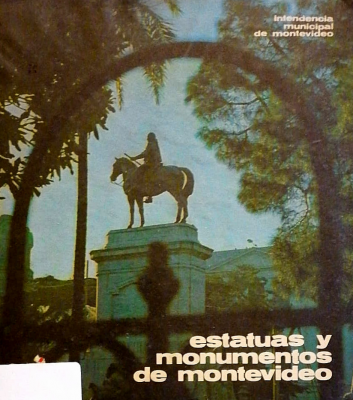 intendencia
municipal
de montevideo
estatuas y
monumentos
de montevideo